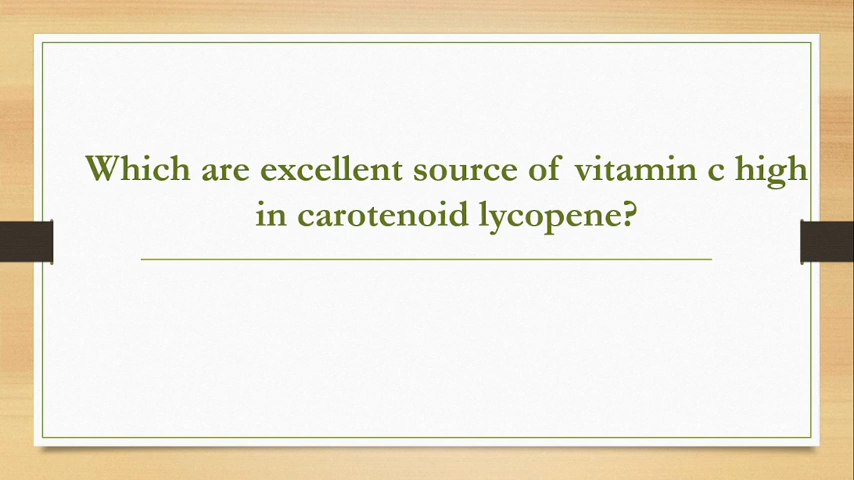 Which are excellent source of vitamin c high
in carotenoid lycopene?